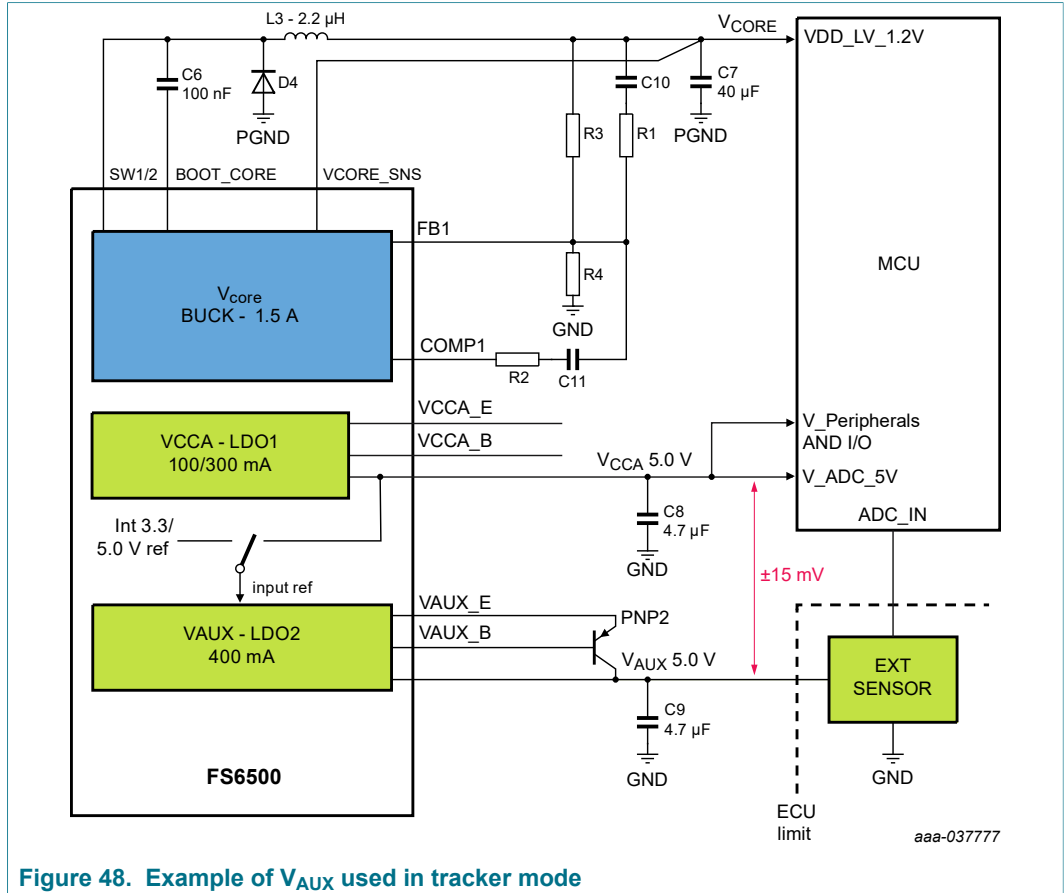 L3 - 2.2 µH
VCORE
VDD_LV_1.2V
C6
100 nF
D4
C10
C7
40 µF
PGND
R3
R1
PGND
SW1/2
BOOT_CORE
VCORE_SNS
FB1
MCU
Vcore
BUCK - 1.5 A
R4
GND
COMP1
R2
C11
VCCA_E
VCCA - LDO1
100/300 mA
VCCA_B
V_Peripherals
AND I/O
VCCA 5.0 V
V_ADC_5V
Int 3.3/
5.0 V ref
C8
4.7 µF
ADC_IN
GND
±15 mV
input ref
VAUX_E
PNP2
VAUX - LDO2
400 mA
VAUX_B
VAUX 5.0 V
EXT
SENSOR
C9
4.7 µF
FS6500
GND
GND
ECU
limit
aaa-037777
Figure 48. Example of VAUX used in tracker mode